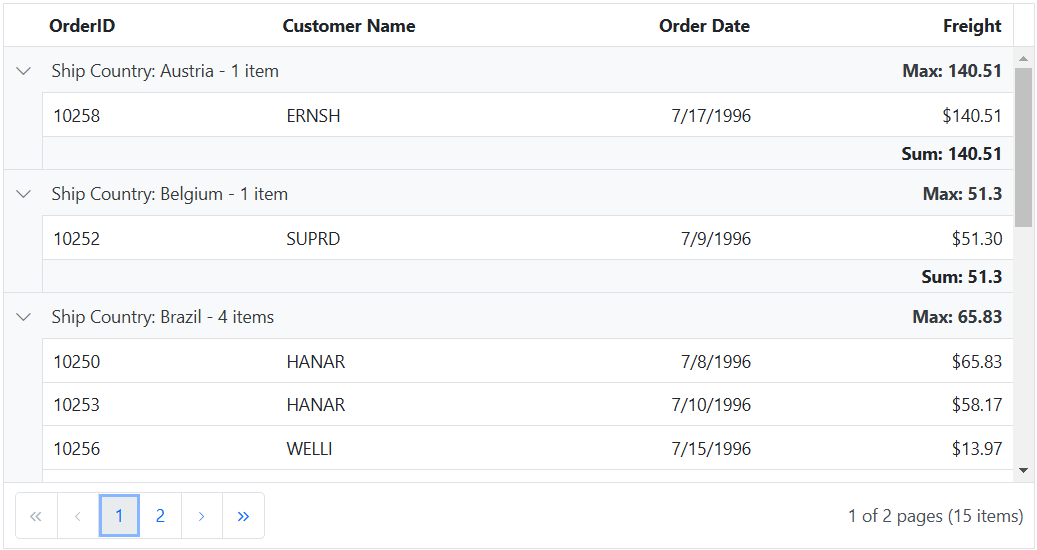 OrderID Customer Name Order Date Freight
Ship Country: Austria - 1 item Max: 140.51
10258 ERNSH 7/17/1996 $140.51
Sum: 140.51
Ship Country: Belgium - 1 item Max: 51.3
10252 SUPRD 7/9/1996 $51.30
Sum: 51.3
Ship Country: Brazil - 4 items Max: 65.83
10250 HANAR 7/8/1996 $65.83
10253 HANAR 7/10/1996 $58.17
10256 WELLI 7/15/1996 $13.97
« ‹ 1 2 › » 1 of 2 pages (15 items)